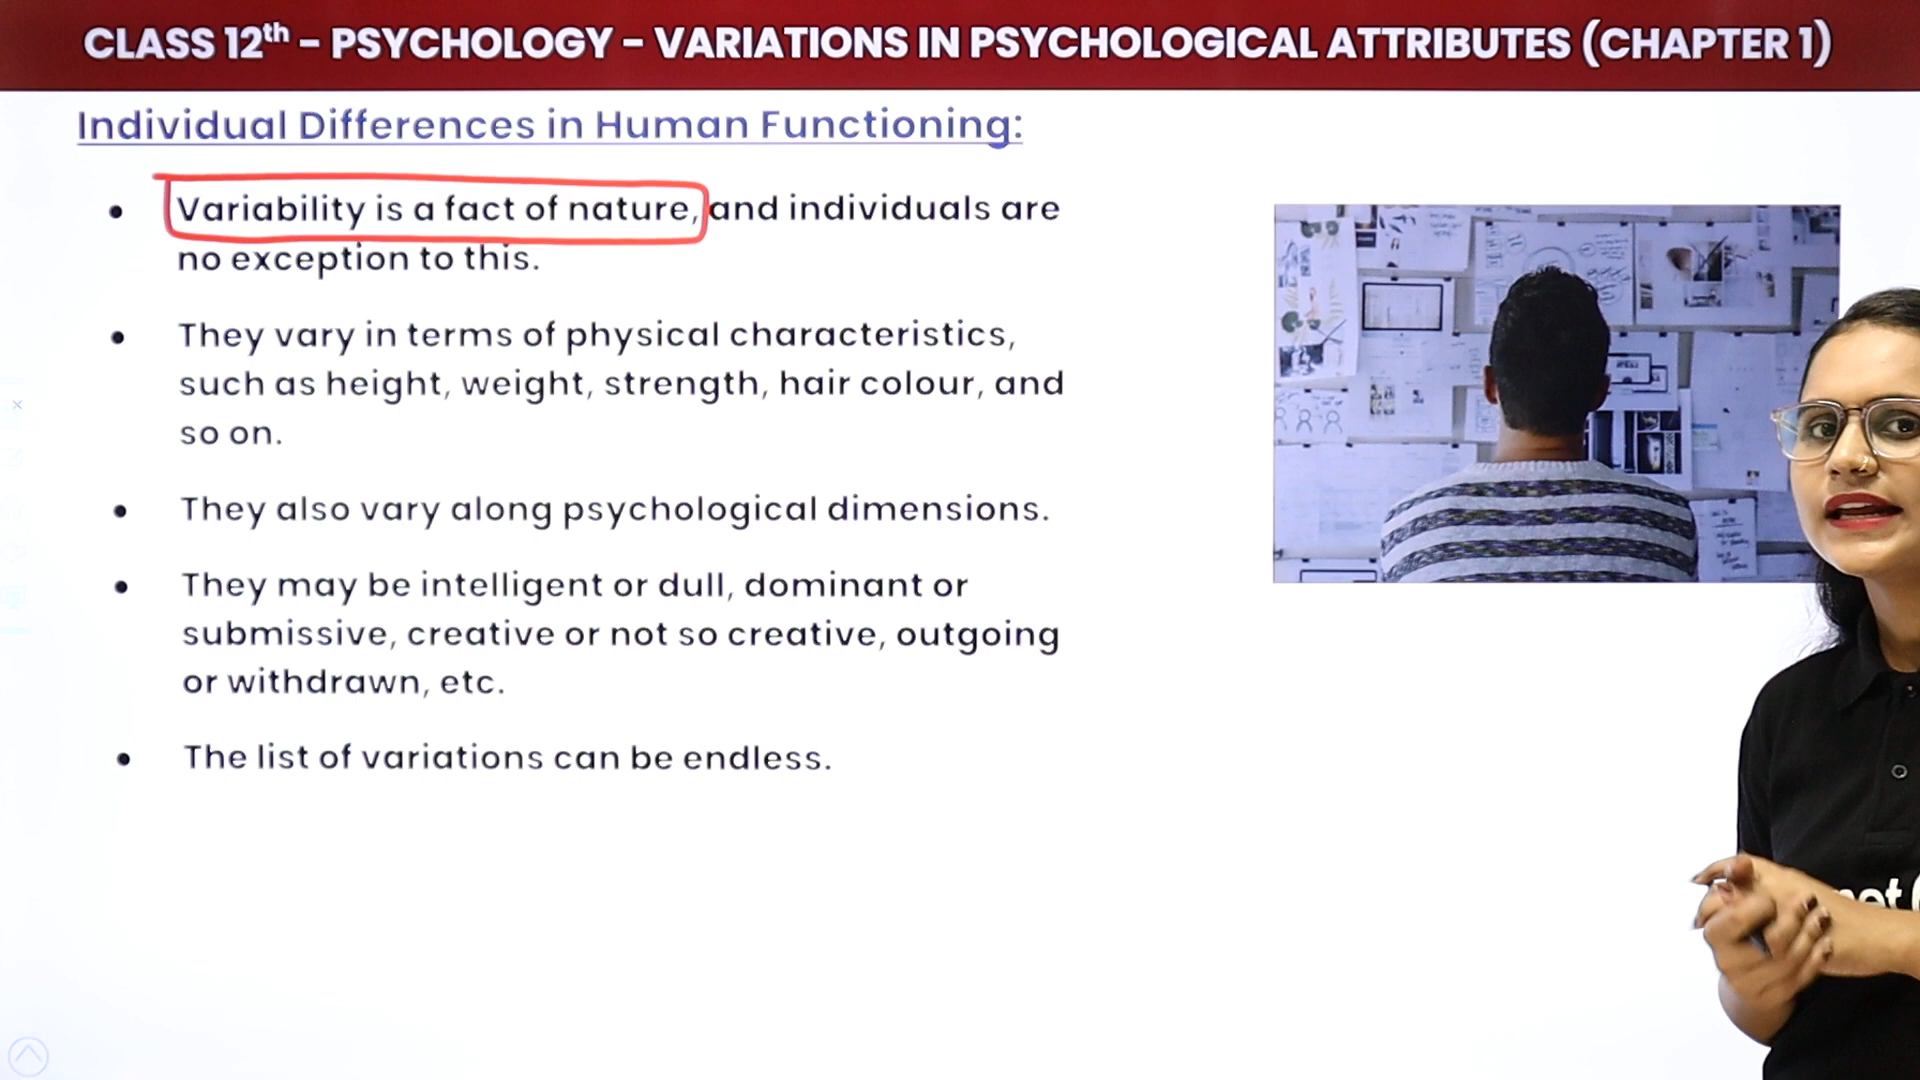 CLASS 12th - PSYCHOLOGY - VARIATIONS IN PSYCHOLOGICAL ATTRIBUTES (CHAPTER 1)
Individual Differences in Human Functioning:
• Variability is a fact of nature, and individuals are
no exception to this.
• They vary in terms of physical characteristics,
such as height, weight, strength, hair colour, and
so on.
• They also vary along psychological dimensions.
• They may be intelligent or dull, dominant or
submissive, creative or not so creative, outgoing
or withdrawn, etc.
• The list of variations can be endless.